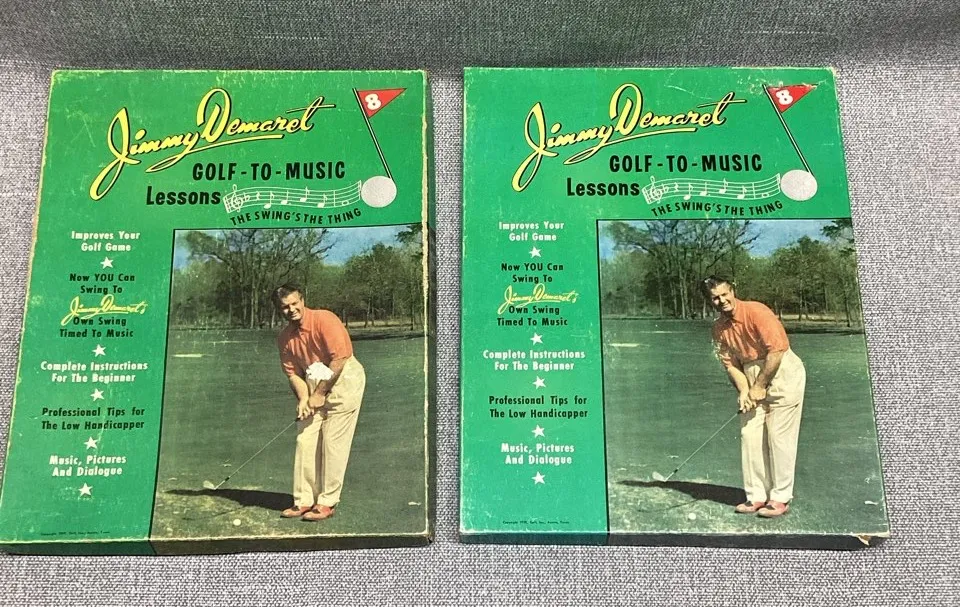 Jimmy Demaret
8
GOLF-TO-MUSIC
Lessons
THE SWING'S THE THING
Improves Your
Golf Game
Now YOU Can
Swing To
Jimmy Demaret's
Own Swing
Timed To Music
Complete Instructions
For The Beginner
Professional Tips for
The Low Handicapper
Music, Pictures
And Dialogue
Jimmy Demaret
8
GOLF-TO-MUSIC
Lessons
THE SWING'S THE THING
Improves Your
Golf Game
Now YOU Can
Swing To
Jimmy Demaret's
Own Swing
Timed To Music
Complete Instructions
For The Beginner
Professional Tips for
The Low Handicapper
Music, Pictures
And Dialogue